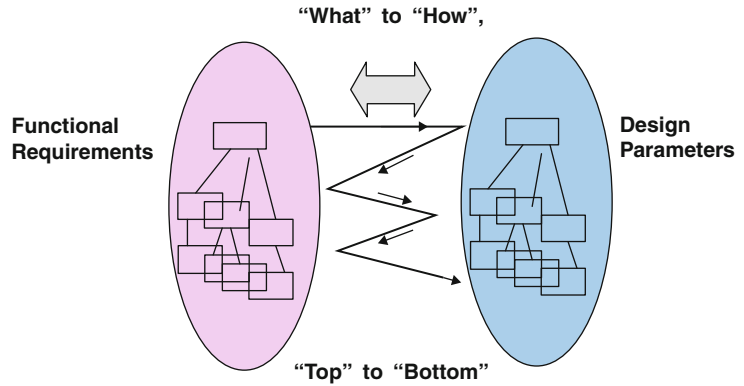 “What” to “How”,
Functional
Requirements
Design
Parameters
“Top” to “Bottom”